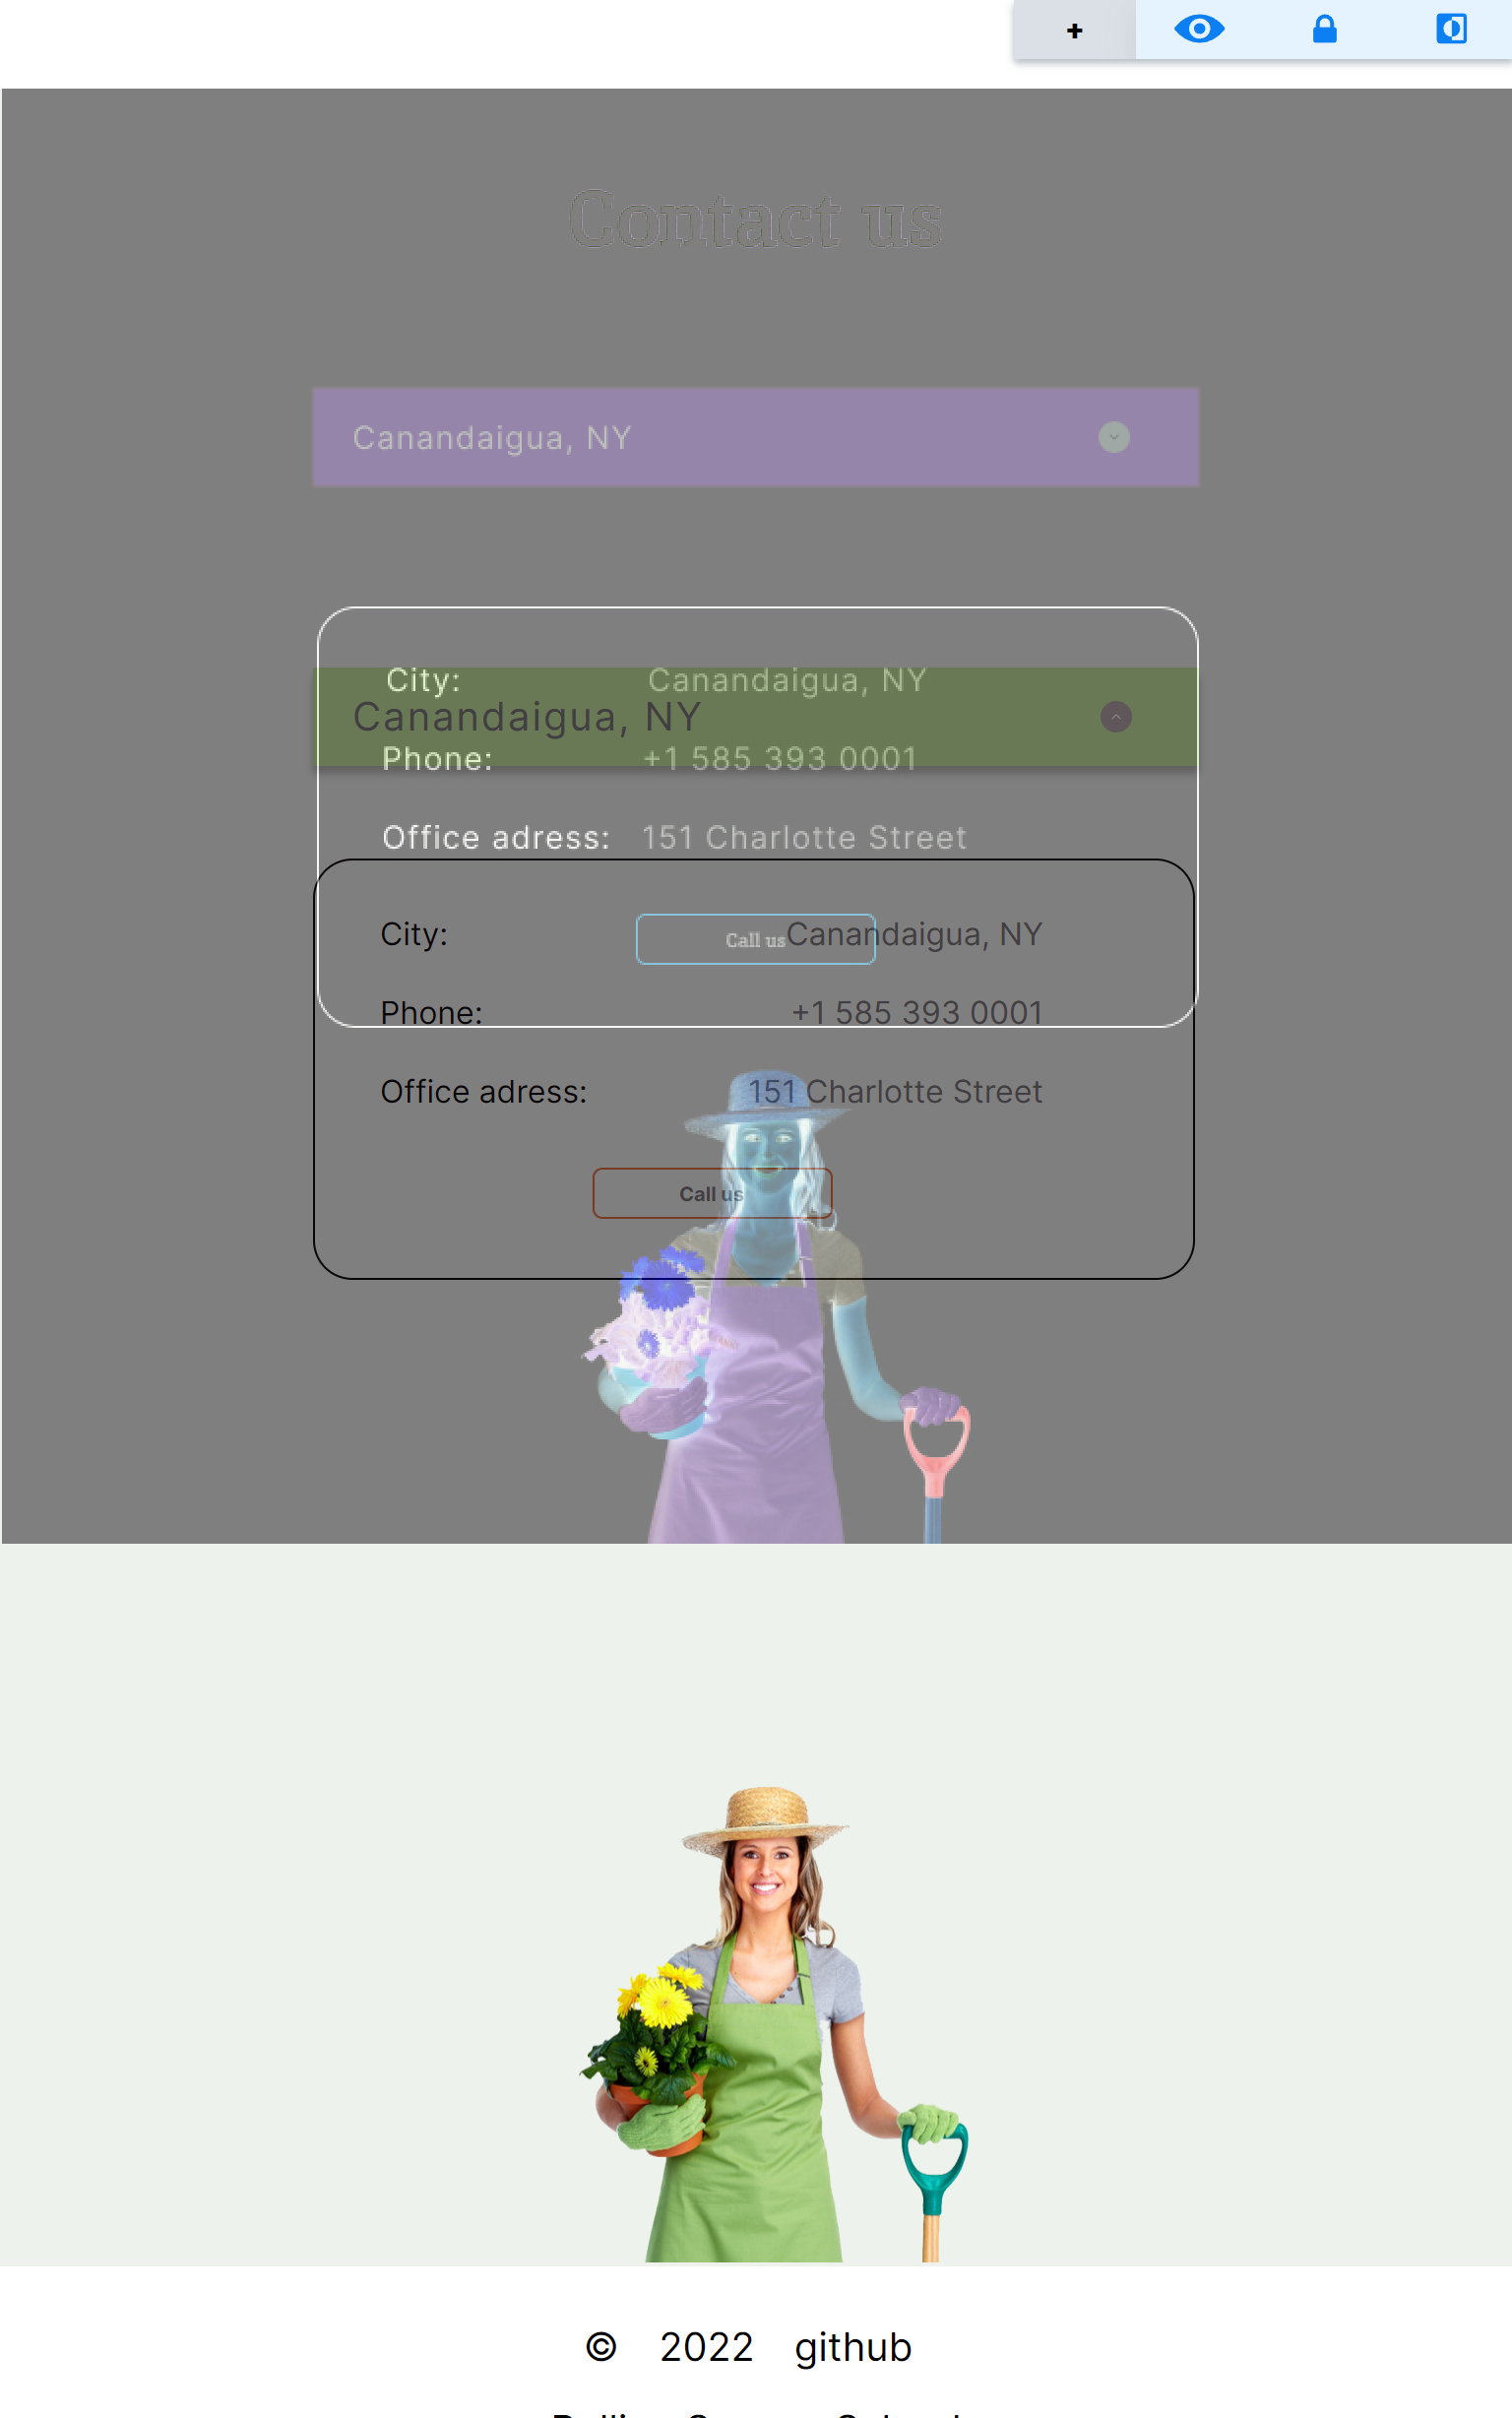 +
Contact us
Canandaigua, NY
City: Canandaigua, NY
Canandaigua, NY
Phone: +1 585 393 0001
Office adress: 151 Charlotte Street
City: Canandaigua, NY
Call us
Phone: +1 585 393 0001
Office adress: 151 Charlotte Street
Call us
© 2022 github